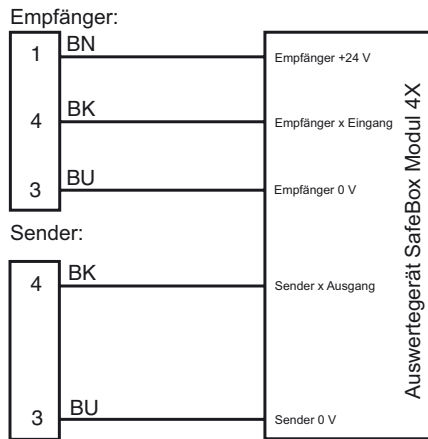 Empfänger:
1 BN Empfänger +24 V
4 BK Empfänger x Eingang
3 BU Empfänger 0 V
Sender:
4 BK Sender x Ausgang
3 BU Sender 0 V
Auswertegerät SafeBox Modul 4X